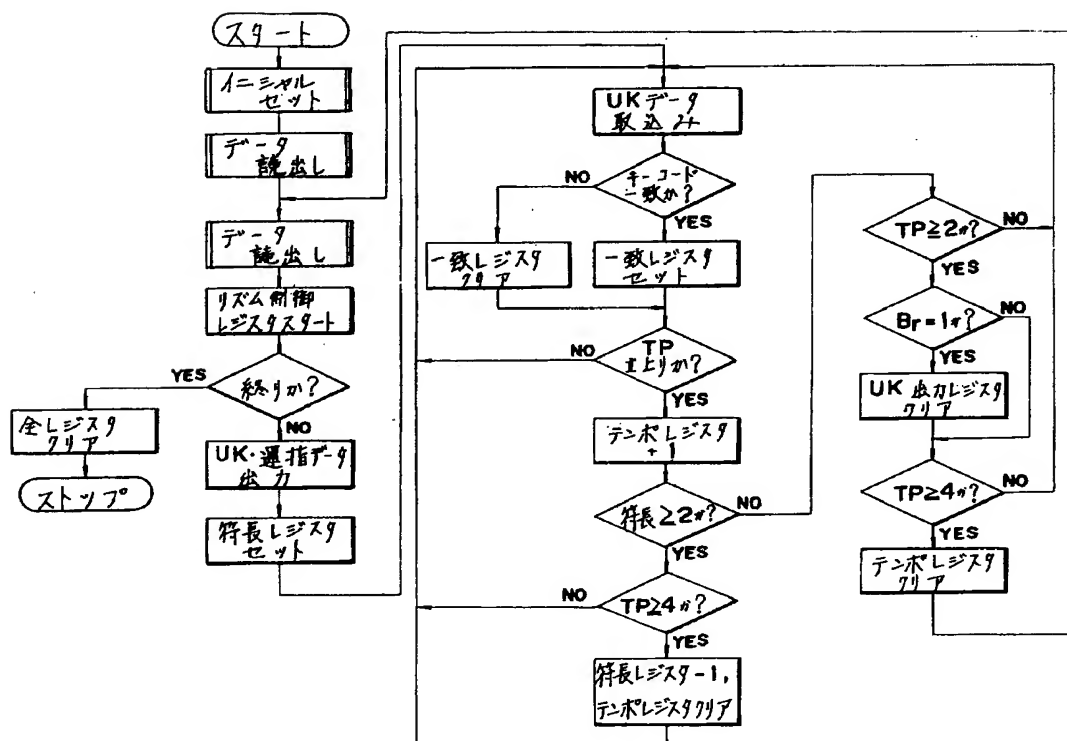 スタート
イニシャル
セット
データ
読出し
データ
読出し
リズム制御
レジスタスタート
終りか?
YES
NO
全レジスタ
クリア
ストップ
UK・運指データ
出力
符長レジスタ
セット
UKデータ
取込み
キーコード
一致か?
NO
YES
一致レジスタ
クリア
一致レジスタ
セット
TP
立上りか?
NO
YES
テンポレジスタ
+1
符長≧2か?
NO
YES
TP≧4か?
NO
YES
符長レジスタ-1,
テンポレジスタクリア
TP≧2か?
NO
YES
Br=1か?
NO
YES
UK出力レジスタ
クリア
TP≧4か?
NO
YES
テンポレジスタ
クリア